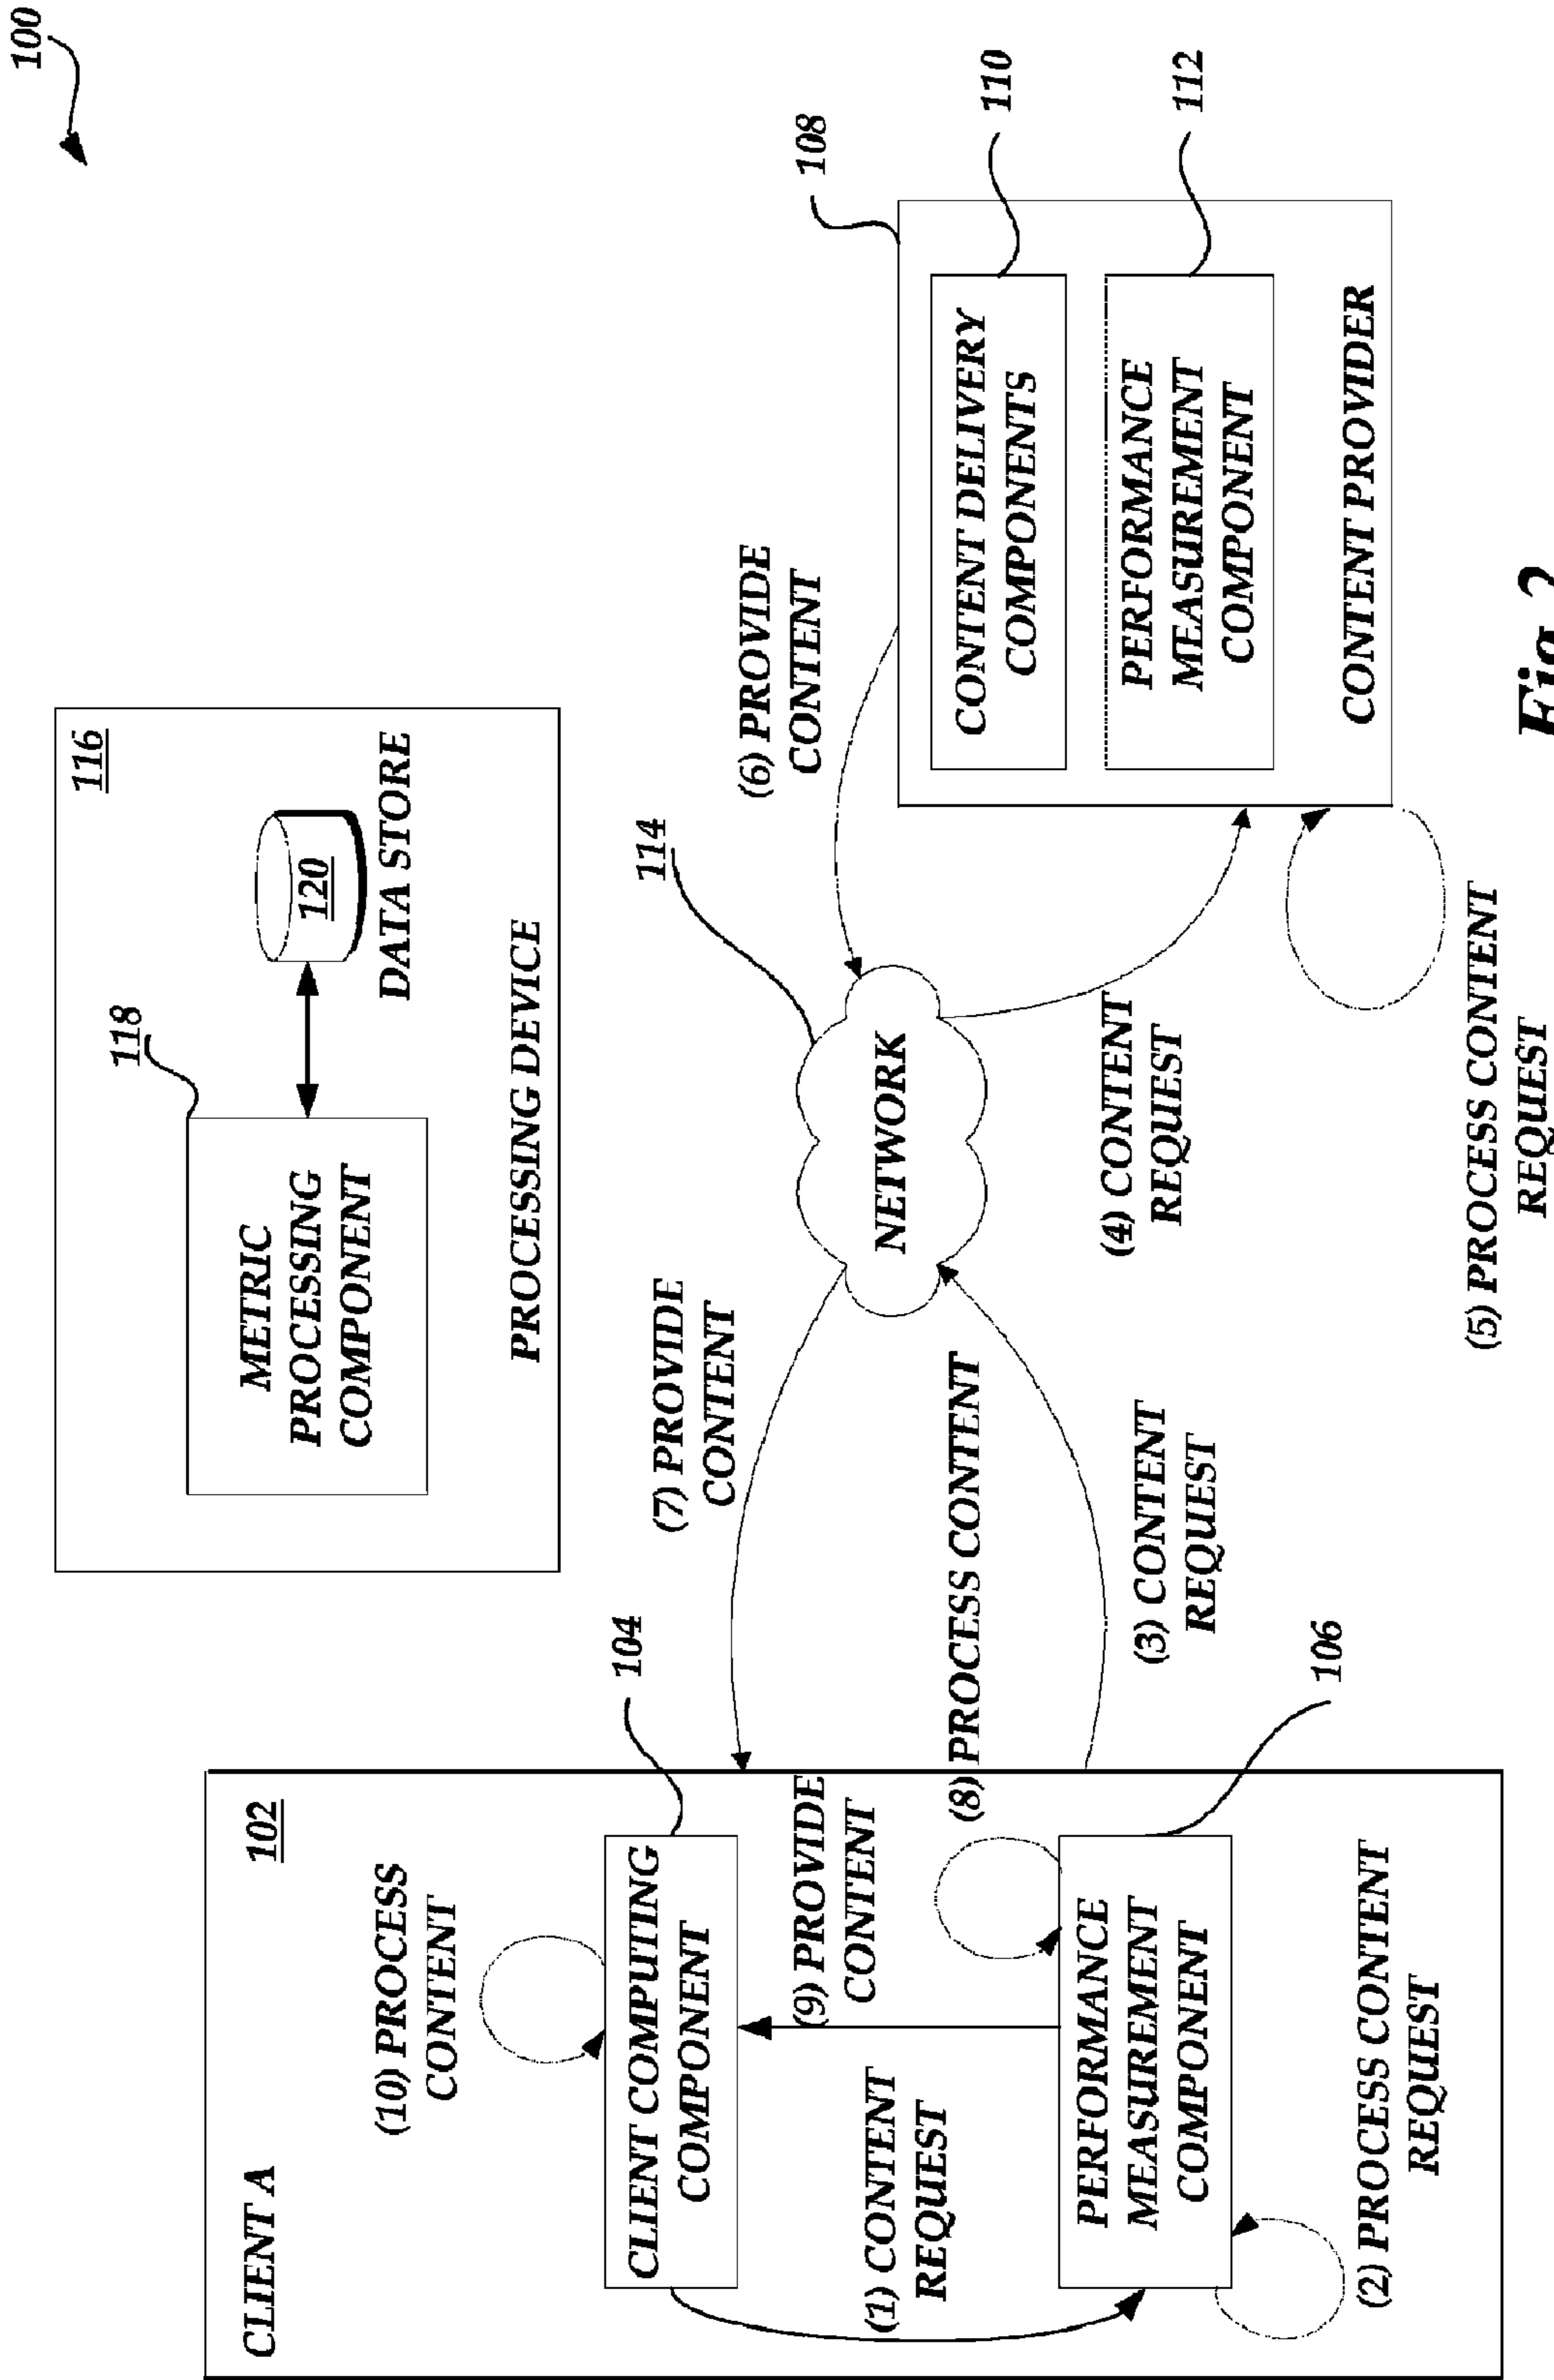 100
116
118
METRIC
PROCESSING
COMPONENT
120
DATA STORE
PROCESSING DEVICE
CLIENT A
102
(10) PROCESS
CONTENT
104
CLIENT COMPUTING
COMPONENT
(9) PROVIDE
CONTENT
(1) CONTENT
REQUEST
(8) PROCESS CONTENT
PERFORMANCE
MEASUREMENT
COMPONENT
106
(2) PROCESS CONTENT
REQUEST
(7) PROVIDE
CONTENT
(3) CONTENT
REQUEST
114
NETWORK
(6) PROVIDE
CONTENT
(4) CONTENT
REQUEST
(5) PROCESS CONTENT
REQUEST
108
110
CONTENT DELIVERY
COMPONENTS
112
PERFORMANCE
MEASUREMENT
COMPONENT
CONTENT PROVIDER
Fig.2.